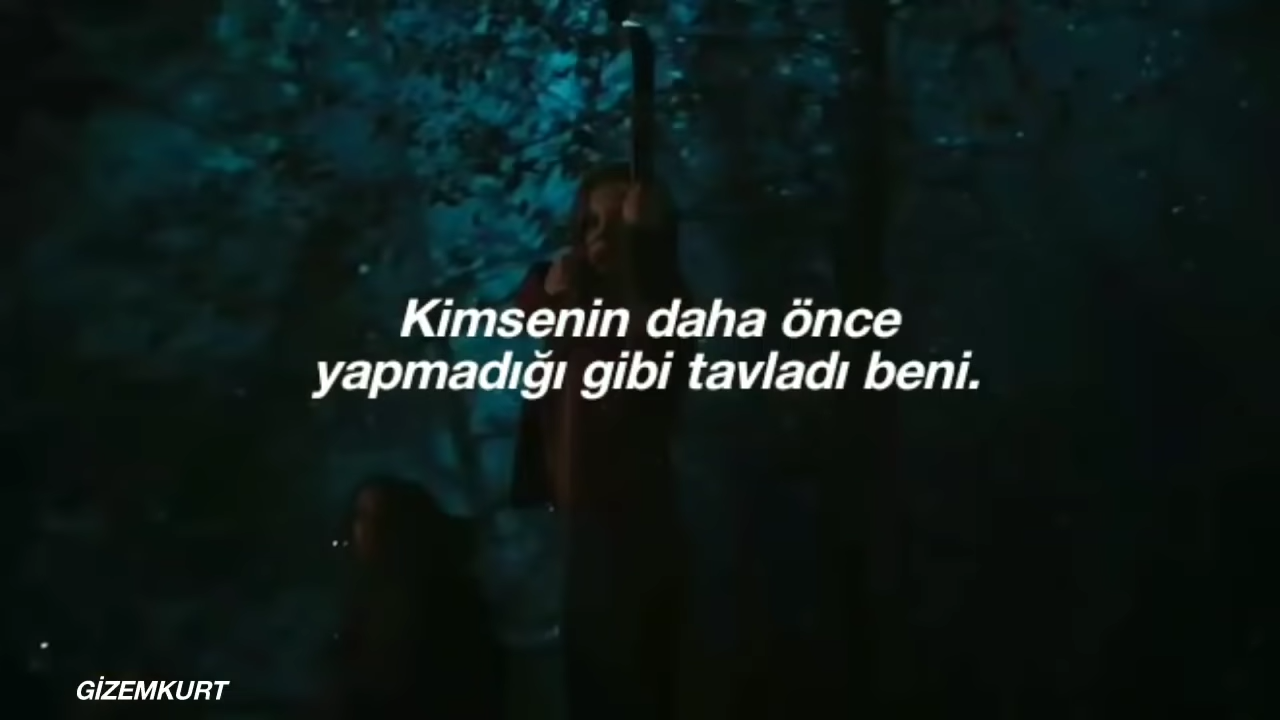 Kimsenin daha önce
yapmadığı gibi tavladı beni.
GİZEMKURT